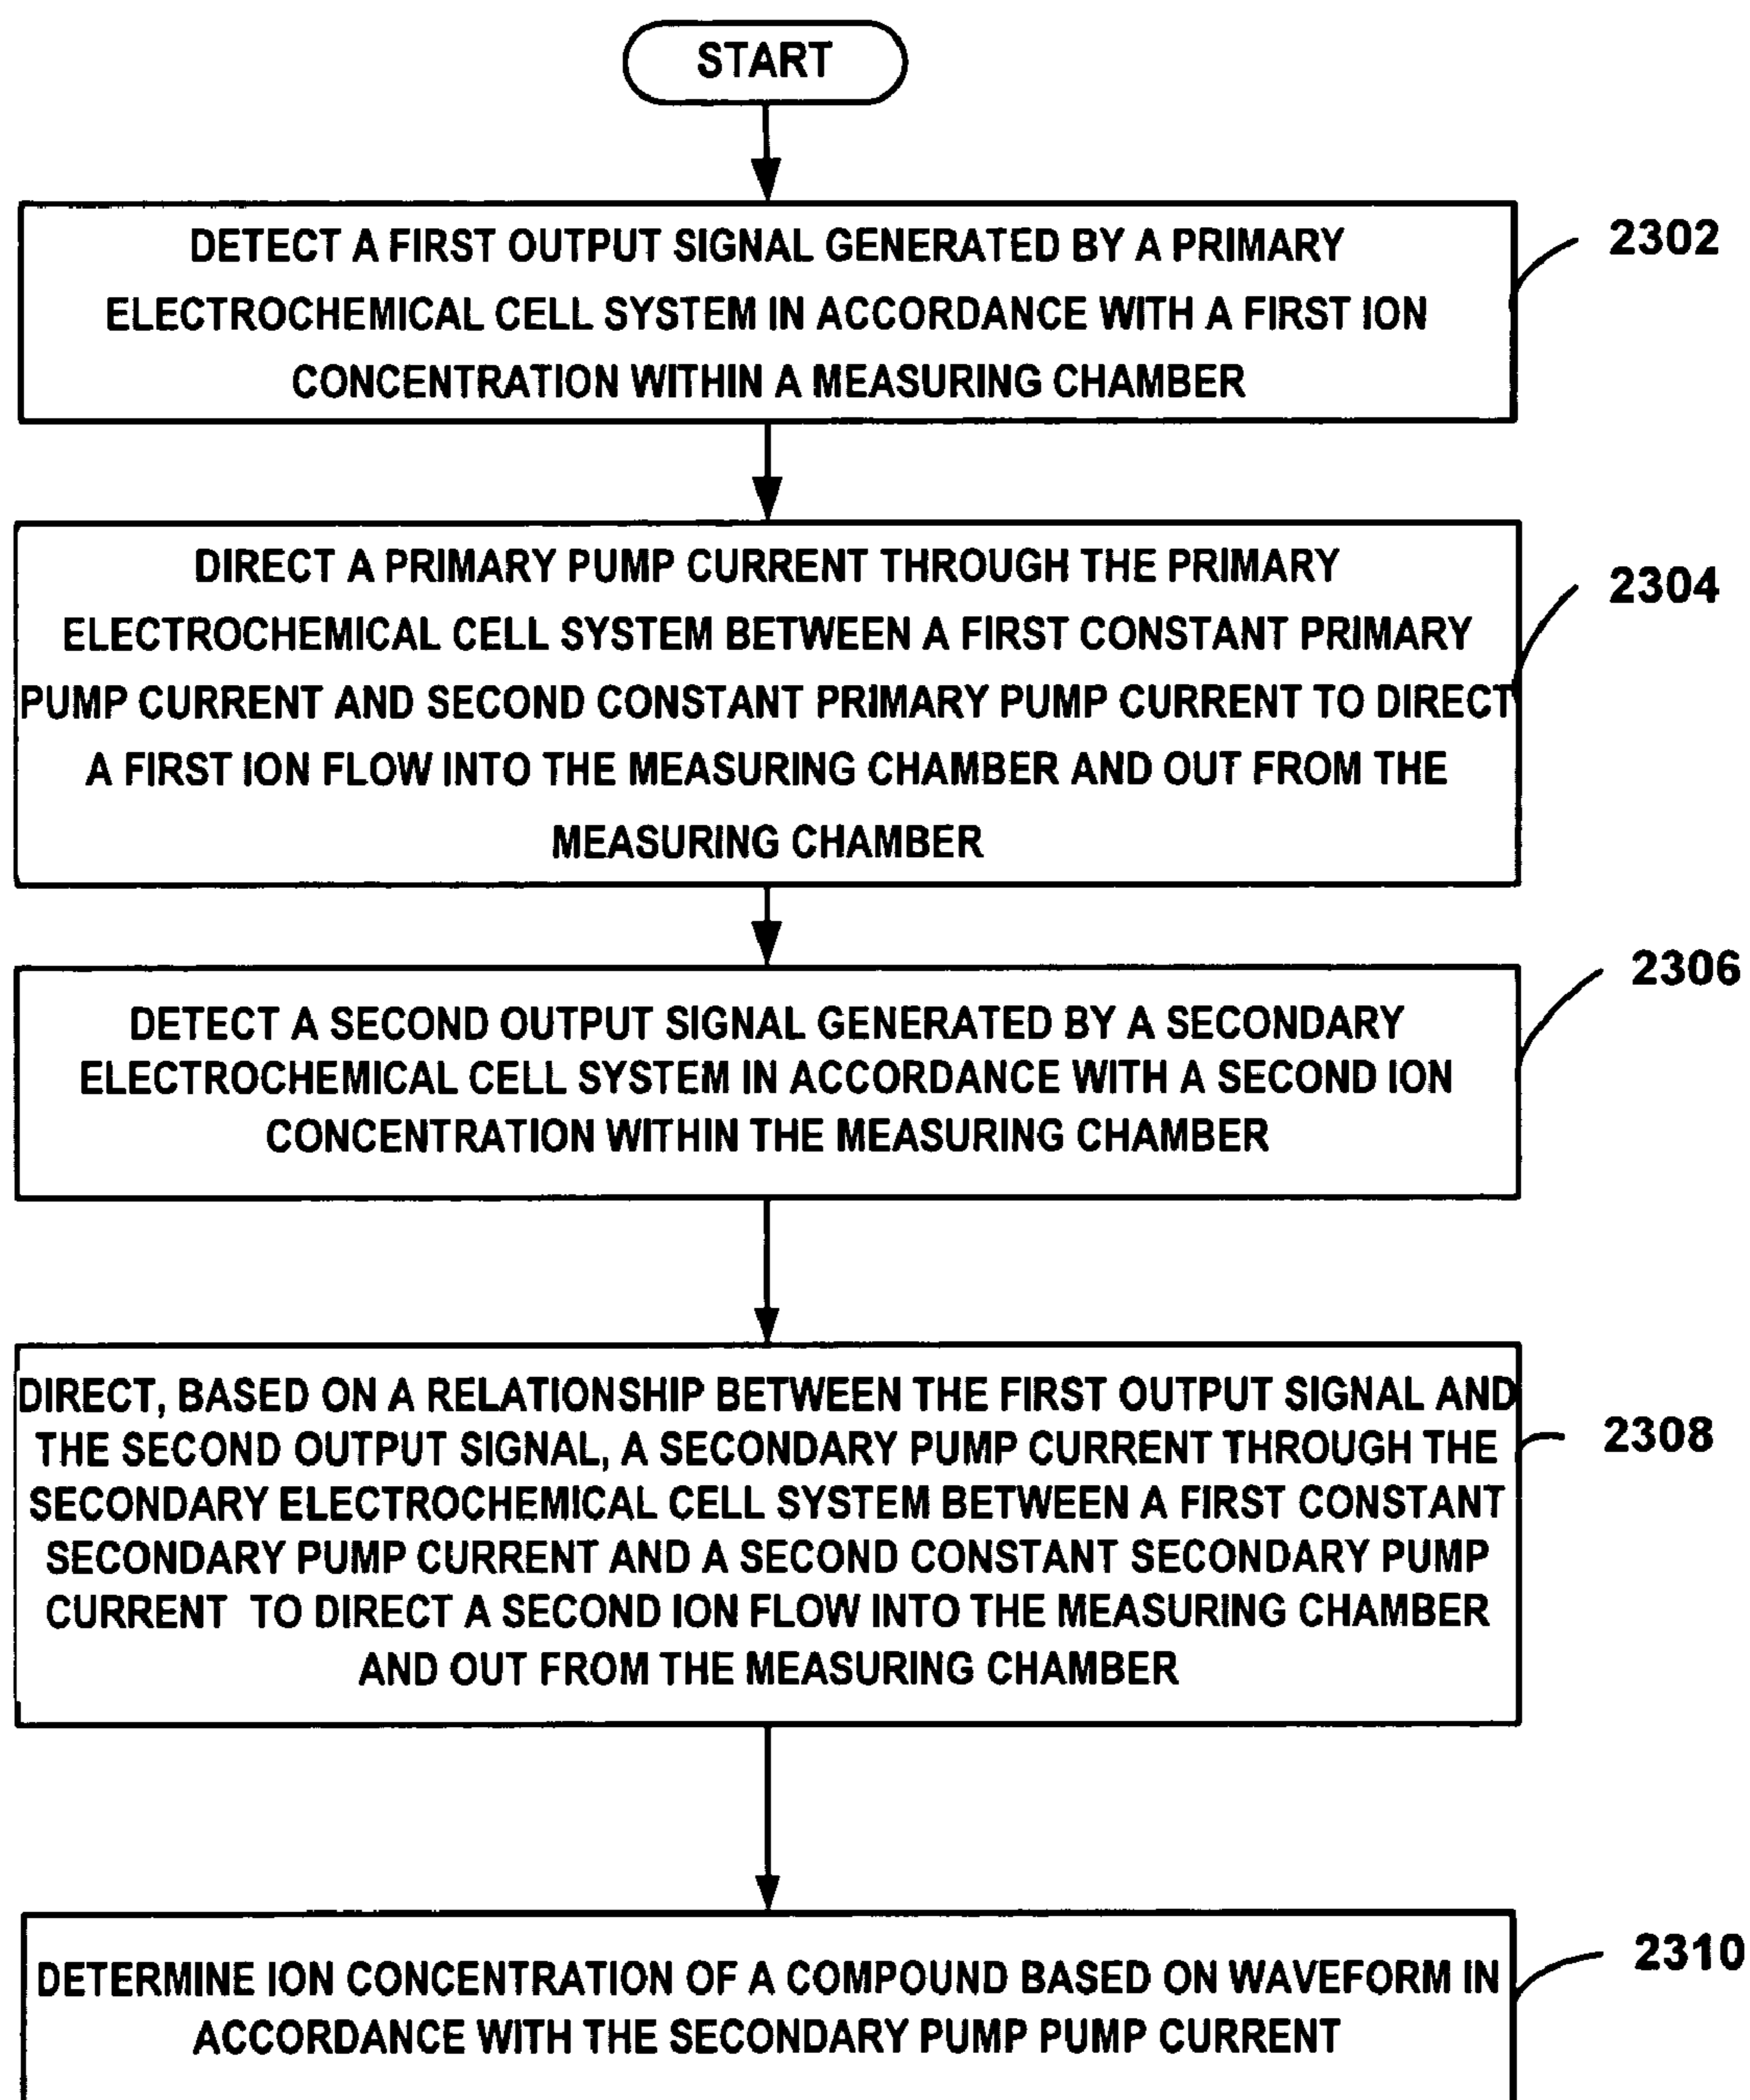 START
DETECT A FIRST OUTPUT SIGNAL GENERATED BY A PRIMARY
ELECTROCHEMICAL CELL SYSTEM IN ACCORDANCE WITH A FIRST ION
CONCENTRATION WITHIN A MEASURING CHAMBER
2302
DIRECT A PRIMARY PUMP CURRENT THROUGH THE PRIMARY
ELECTROCHEMICAL CELL SYSTEM BETWEEN A FIRST CONSTANT PRIMARY
PUMP CURRENT AND SECOND CONSTANT PRIMARY PUMP CURRENT TO DIRECT
A FIRST ION FLOW INTO THE MEASURING CHAMBER AND OUT FROM THE
MEASURING CHAMBER
2304
DETECT A SECOND OUTPUT SIGNAL GENERATED BY A SECONDARY
ELECTROCHEMICAL CELL SYSTEM IN ACCORDANCE WITH A SECOND ION
CONCENTRATION WITHIN THE MEASURING CHAMBER
2306
DIRECT, BASED ON A RELATIONSHIP BETWEEN THE FIRST OUTPUT SIGNAL AND
THE SECOND OUTPUT SIGNAL, A SECONDARY PUMP CURRENT THROUGH THE
SECONDARY ELECTROCHEMICAL CELL SYSTEM BETWEEN A FIRST CONSTANT
SECONDARY PUMP CURRENT AND A SECOND CONSTANT SECONDARY PUMP
CURRENT TO DIRECT A SECOND ION FLOW INTO THE MEASURING CHAMBER
AND OUT FROM THE MEASURING CHAMBER
2308
DETERMINE ION CONCENTRATION OF A COMPOUND BASED ON WAVEFORM IN
ACCORDANCE WITH THE SECONDARY PUMP PUMP CURRENT
2310